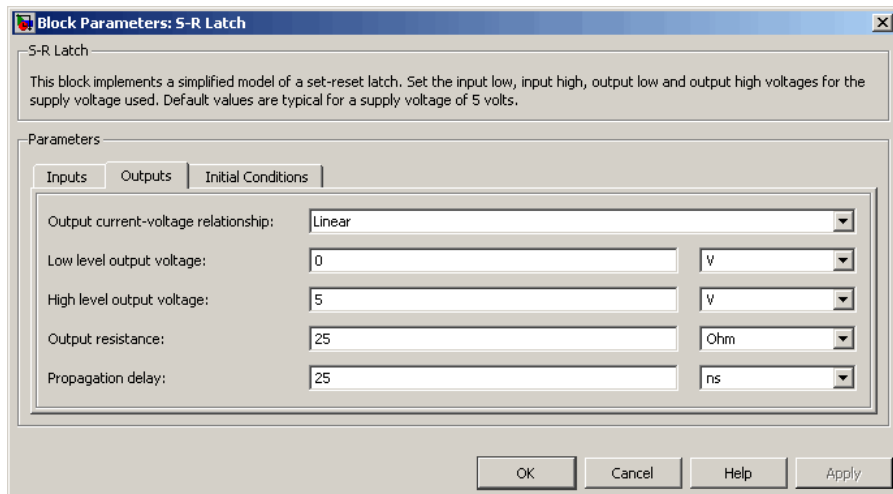 Block Parameters: S-R Latch
S-R Latch
This block implements a simplified model of a set-reset latch. Set the input low, input high, output low and output high voltages for the
supply voltage used. Default values are typical for a supply voltage of 5 volts.
Parameters
Inputs Outputs Initial Conditions
Output current-voltage relationship: Linear
Low level output voltage: 0 V
High level output voltage: 5 V
Output resistance: 25 Ohm
Propagation delay: 25 ns
OK Cancel Help Apply